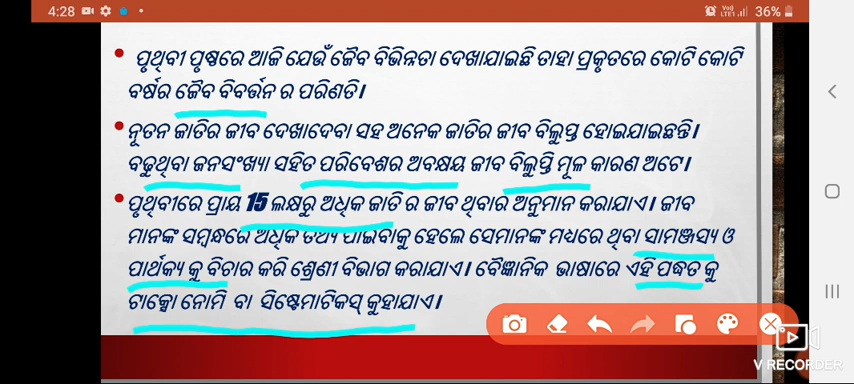 4:28
Vo) LTE1 36%
ପୃଥିବୀ ପୃଷ୍ଠରେ ଆଜି ଯେଉଁ ଜୈବ ବିଭିନ୍ନତା ଦେଖାଯାଇଛି ତାହା ପ୍ରକୃତରେ କୋଟି କୋଟି
ବର୍ଷର ଜୈବ ବିବର୍ତ୍ତନ ର ପରିଣତି।
ନୂତନ ଜାତିର ଜୀବ ଦେଖାଦେବା ସହ ଅନେକ ଜାତିର ଜୀବ ବିଲୁପ୍ତ ହୋଇଯାଇଛନ୍ତି।
ବଢୁଥିବା ଜନସଂଖ୍ୟା ସହିତ ପରିବେଶର ଅବକ୍ଷୟ ଜୀବ ବିଲୁପ୍ତି ମୂଳ କାରଣ ଅଟେ।
ପୃଥିବୀରେ ପ୍ରାୟ 15 ଲକ୍ଷରୁ ଅଧିକ ଜାତି ର ଜୀବ ଥିବାର ଅନୁମାନ କରାଯାଏ। ଜୀବ
ମାନଙ୍କ ସମ୍ବନ୍ଧରେ ଅଧିକ ତଥ୍ୟ ପାଇବାକୁ ହେଲେ ସେମାନଙ୍କ ମଧ୍ୟରେ ଥିବା ସାମଞ୍ଜସ୍ୟ ଓ
ପାର୍ଥକ୍ୟ କୁ ବିଚାର କରି ଶ୍ରେଣୀ ବିଭାଗ କରାଯାଏ। ବୈଜ୍ଞାନିକ ଭାଷାରେ ଏହି ପଦ୍ଧତ କୁ
ଟାକ୍ସୋ ନୋମି ବା ସିଷ୍ଟେମାଟିକସ୍ କୁହାଯାଏ।
V RECORDER